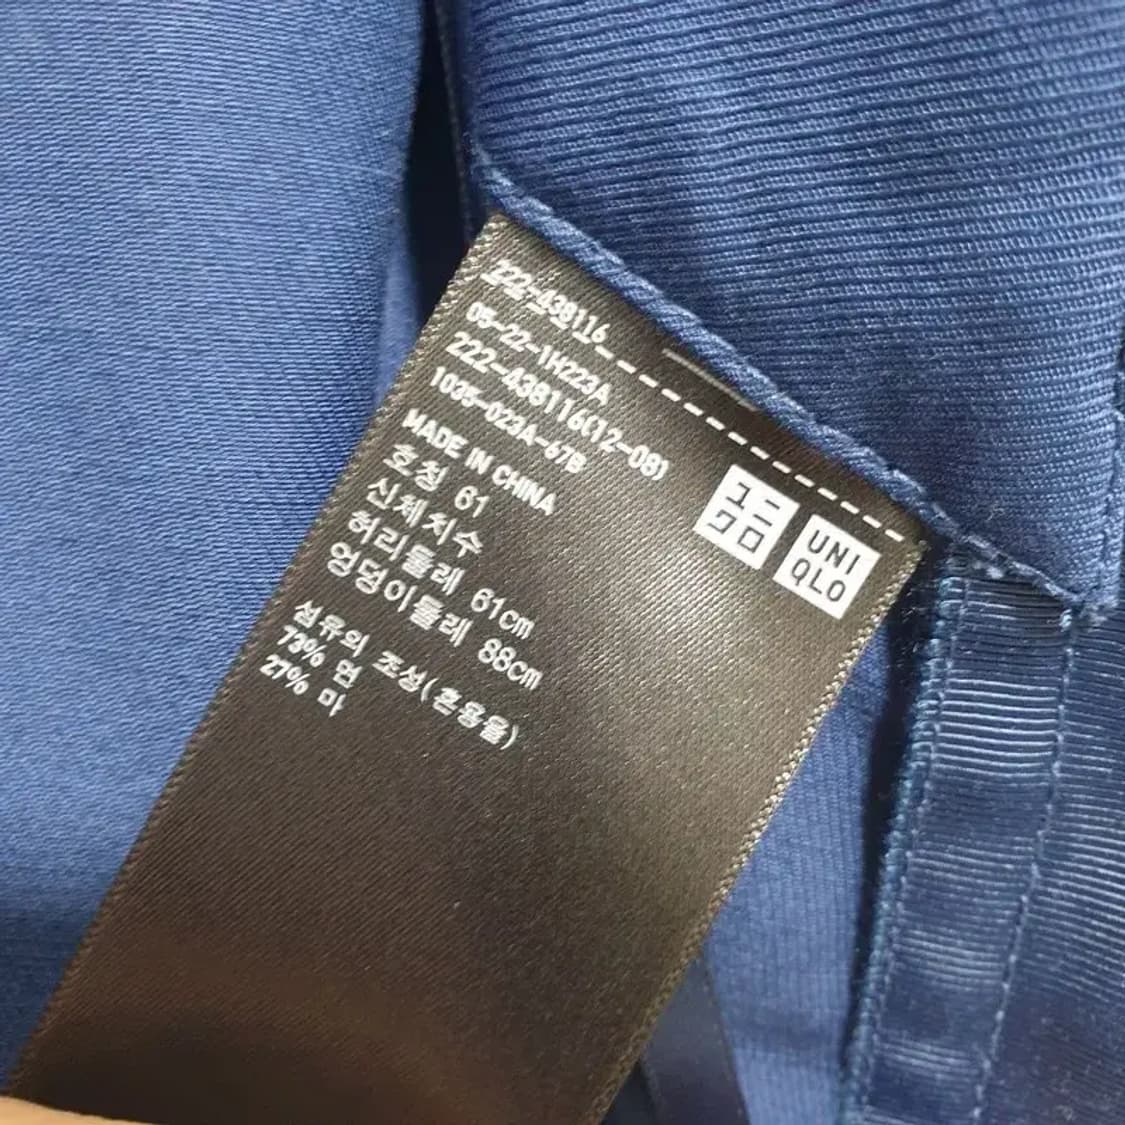 222-438116
05-22-1H223A
222-438116(12-08)
1035-023A-67B
MADE IN CHINA
호칭 61
신체치수
허리둘레 61cm
엉덩이둘레 88cm
섬유의 조성(혼용율)
73% 면
27% 마
ユニ
クロ
UNI
QLO